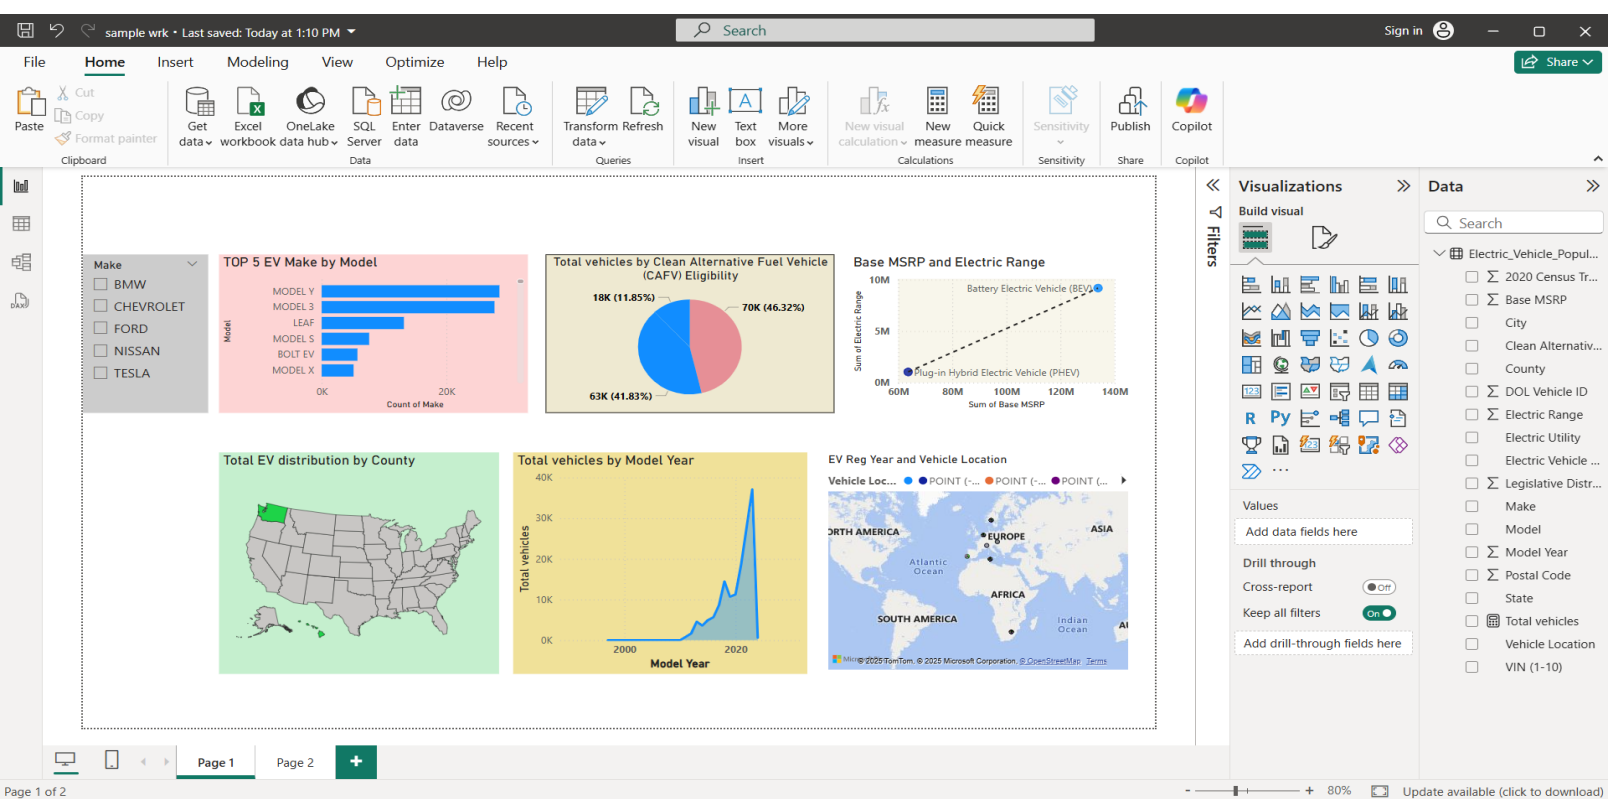 sample wrk • Last saved: Today at 1:10 PM
Search
Sign in
File
Home
Insert
Modeling
View
Optimize
Help
Share
Paste
Cut
Copy
Format painter
Clipboard
Get data
Excel workbook
OneLake data hub
SQL Server
Enter data
Dataverse
Recent sources
Data
Transform data
Refresh
Queries
New visual
Text box
More visuals
Insert
New visual calculation
New measure
Quick measure
Calculations
Sensitivity
Sensitivity
Publish
Share
Copilot
Copilot
Make
BMW
CHEVROLET
FORD
NISSAN
TESLA
TOP 5 EV Make by Model
Model
MODEL Y
MODEL 3
LEAF
MODEL S
BOLT EV
MODEL X
0K
20K
Count of Make
Total vehicles by Clean Alternative Fuel Vehicle
(CAFV) Eligibility
18K (11.85%)
70K (46.32%)
63K (41.83%)
Base MSRP and Electric Range
Sum of Electric Range
10M
5M
0M
Battery Electric Vehicle (BEV)
Plug-in Hybrid Electric Vehicle (PHEV)
60M
80M
100M
120M
140M
Sum of Base MSRP
Total EV distribution by County
Total vehicles by Model Year
Total vehicles
40K
30K
20K
10K
0K
2000
2020
Model Year
EV Reg Year and Vehicle Location
Vehicle Loc...
POINT (-...
POINT (-...
POINT (...
ORTH AMERICA
EUROPE
ASIA
Atlantic
Ocean
AFRICA
SOUTH AMERICA
Indian
Ocean
© 2025 TomTom, © 2025 Microsoft Corporation, © OpenStreetMap Terms
Filters
Visualizations
Build visual
123
R
Py
Values
Add data fields here
Drill through
Cross-report
Off
Keep all filters
On
Add drill-through fields here
Data
Search
Electric_Vehicle_Popul...
2020 Census Tr...
Base MSRP
City
Clean Alternativ...
County
DOL Vehicle ID
Electric Range
Electric Utility
Electric Vehicle ...
Legislative Distr...
Make
Model
Model Year
Postal Code
State
Total vehicles
Vehicle Location
VIN (1-10)
Page 1
Page 2
Page 1 of 2
80%
Update available (click to download)